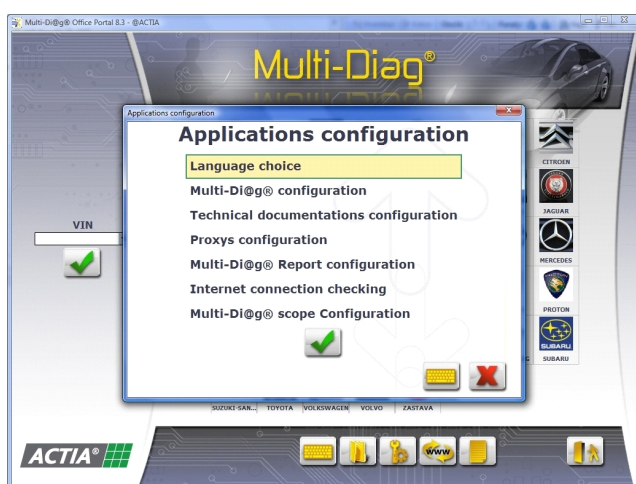 Multi-Di@g® Office Portal 8.3 - @ACTIA
Multi-Diag®
Applications configuration
Applications configuration
Language choice
Multi-Di@g® configuration
Technical documentations configuration
Proxys configuration
Multi-Di@g® Report configuration
Internet connection checking
Multi-Di@g® scope Configuration
VIN
CITROEN
JAGUAR
MERCEDES
PROTON
SUBARU
SUBARU
SUZUKI-SAN... TOYOTA VOLKSWAGEN VOLVO ZASTAVA
ACTIA®
www